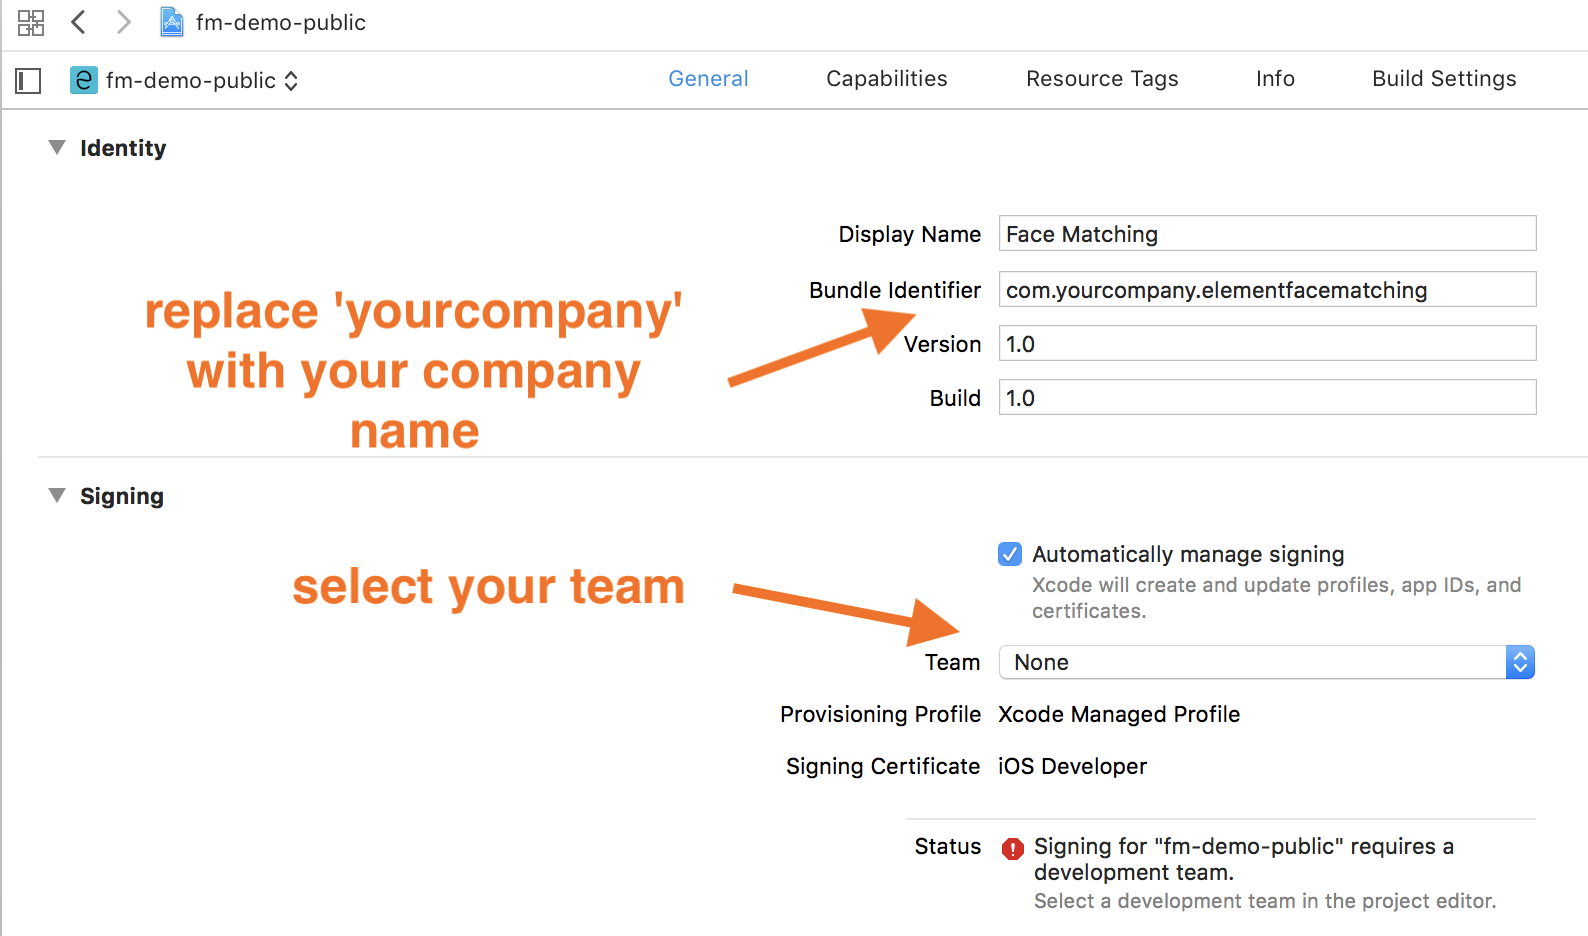 fm-demo-public
fm-demo-public
General
Capabilities
Resource Tags
Info
Build Settings
Identity
Display Name
Face Matching
Bundle Identifier
com.yourcompany.elementfacematching
Version
1.0
Build
1.0
replace 'yourcompany'
with your company
name
Signing
Automatically manage signing
Xcode will create and update profiles, app IDs, and
certificates.
select your team
Team
None
Provisioning Profile
Xcode Managed Profile
Signing Certificate
iOS Developer
Status
Signing for "fm-demo-public" requires a
development team.
Select a development team in the project editor.